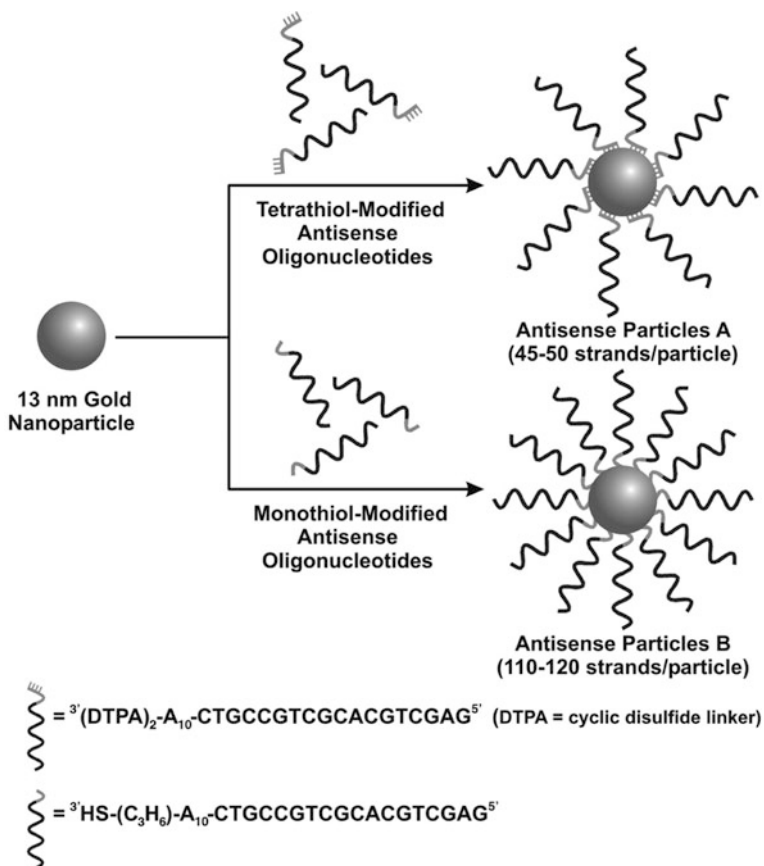 Tetrathiol-Modified
Antisense
Oligonucleotides
Antisense Particles A
(45-50 strands/particle)
13 nm Gold
Nanoparticle
Monothiol-Modified
Antisense
Oligonucleotides
Antisense Particles B
(110-120 strands/particle)
= 3'(DTPA)2-A10-CTGCCGTCGCACGTCGAG5' (DTPA = cyclic disulfide linker)
= 3'HS-(C3H6)-A10-CTGCCGTCGCACGTCGAG5'